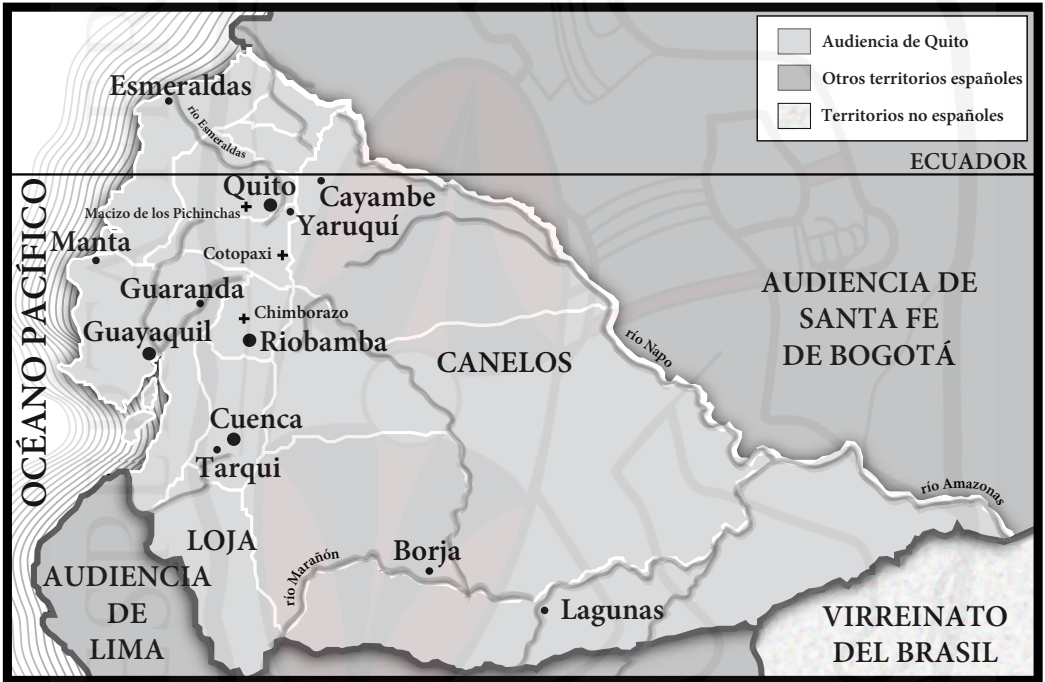 Audiencia de Quito
Otros territorios españoles
Territorios no españoles
ECUADOR
Esmeraldas
río Esmeraldas
Quito
Cayambe
Macizo de los Pichinchas
Yaruquí
OCÉANO PACÍFICO
Manta
Cotopaxi
Guaranda
AUDIENCIA DE
SANTA FE
DE BOGOTÁ
Chimborazo
Guayaquil
Riobamba
río Napo
CANELOS
Cuenca
Tarqui
río Amazonas
LOJA
Borja
río Marañón
AUDIENCIA
DE
LIMA
Lagunas
VIRREINATO
DEL BRASIL